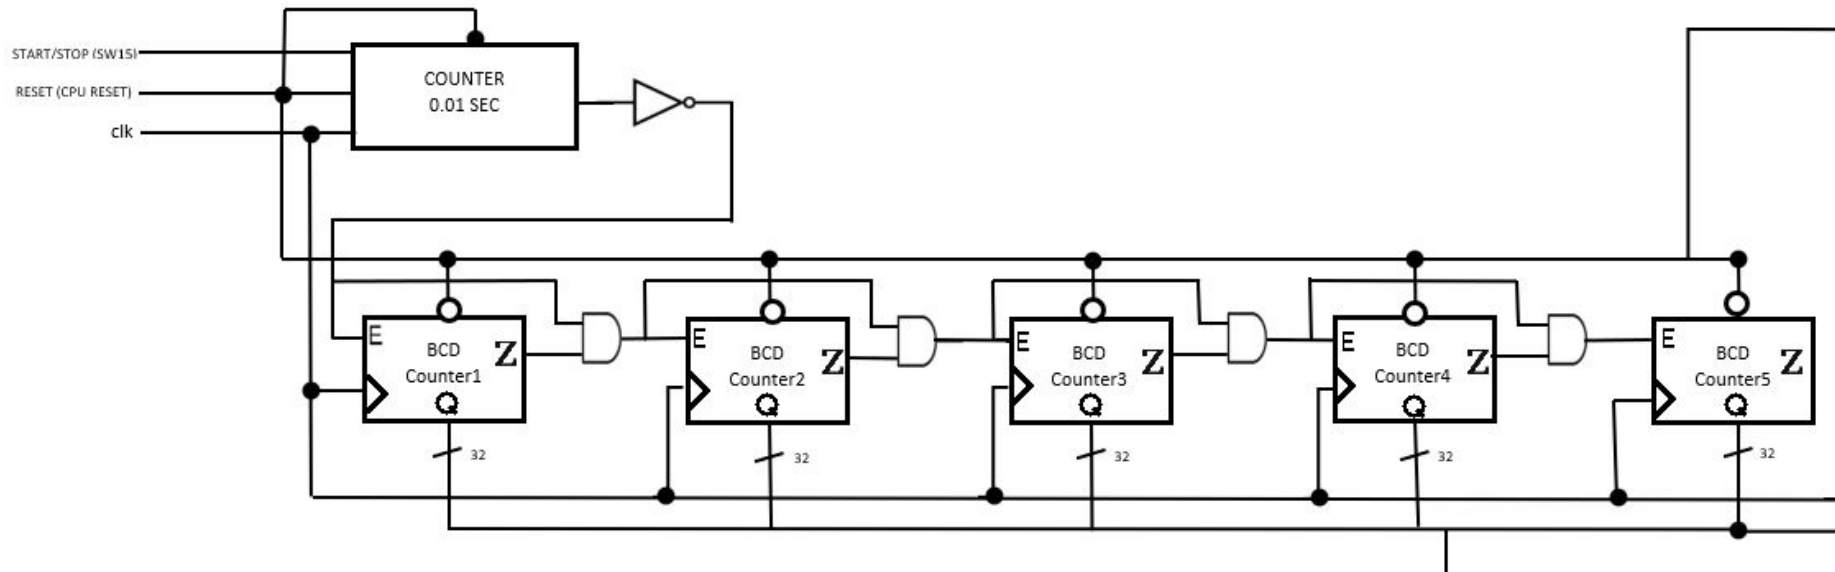 START/STOP (SW15)
RESET (CPU RESET)
clk
COUNTER
0.01 SEC
E
BCD
Counter1
Z
Q
32
E
BCD
Counter2
Z
Q
32
E
BCD
Counter3
Z
Q
32
E
BCD
Counter4
Z
Q
32
E
BCD
Counter5
Z
Q
32